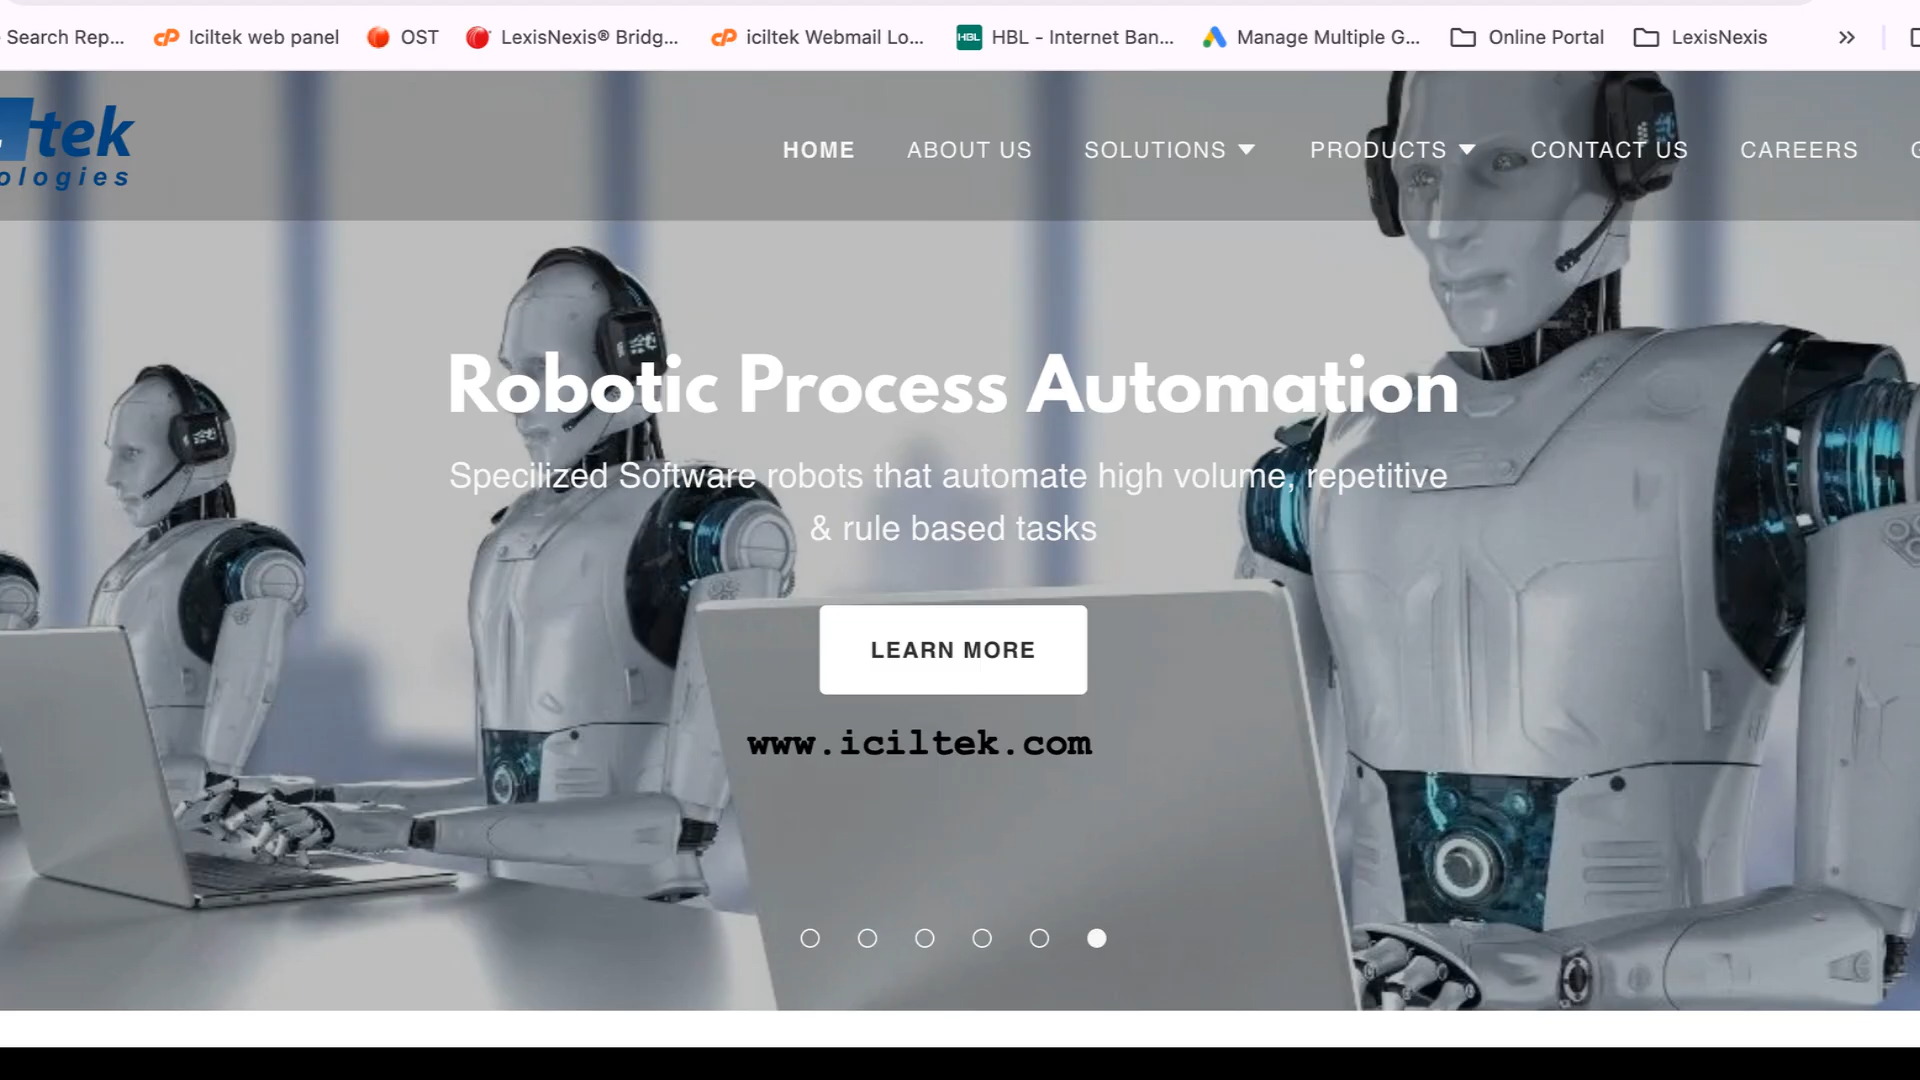 Search Rep...
Iciltek web panel
OST
LexisNexis® Bridg...
iciltek Webmail Lo...
HBL
HBL - Internet Ban...
Manage Multiple G...
Online Portal
LexisNexis
tek
ologies
HOME
ABOUT US
SOLUTIONS
PRODUCTS
CONTACT US
CAREERS
Robotic Process Automation
Specilized Software robots that automate high volume, repetitive
& rule based tasks
LEARN MORE
www.iciltek.com